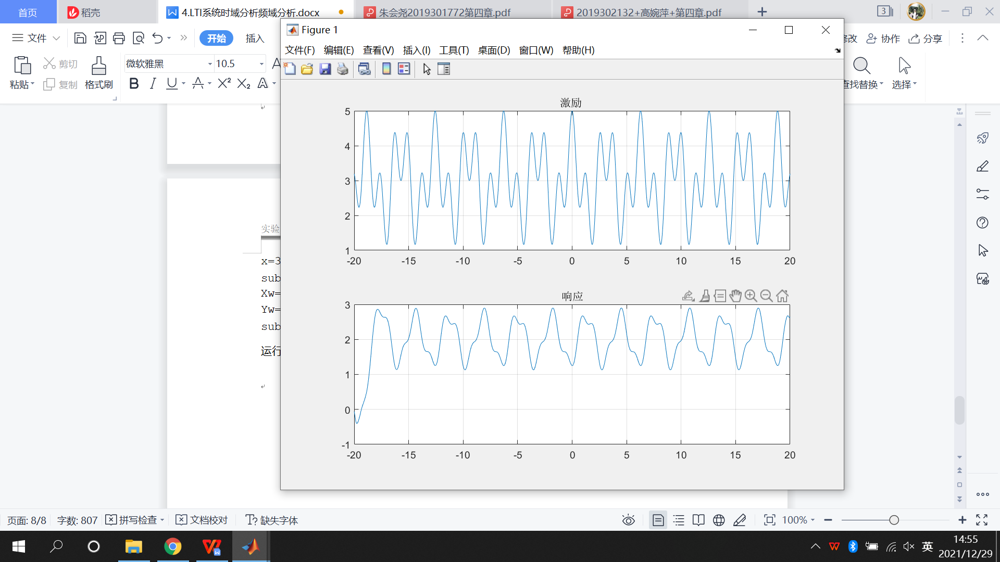 首页
稻壳
4.LTI系统时域分析频域分析.docx
朱会尧2019301772第四章.pdf
2019302132+高婉萍+第四章.pdf
3
文件
开始
插入
协作
分享
粘贴
剪切
复制
格式刷
微软雅黑
10.5
B I U A X² X₂ A
查找替换
选择
Figure 1
文件(F) 编辑(E) 查看(V) 插入(I) 工具(T) 桌面(D) 窗口(W) 帮助(H)
激励
5
4
3
2
1
-20 -15 -10 -5 0 5 10 15 20
响应
3
2
1
0
-1
-20 -15 -10 -5 0 5 10 15 20
实验
x=3
sub
Xw=
Yw=
sub
运行
页面: 8/8 字数: 807 拼写检查 文档校对 缺失字体
100%
英
14:55
2021/12/29